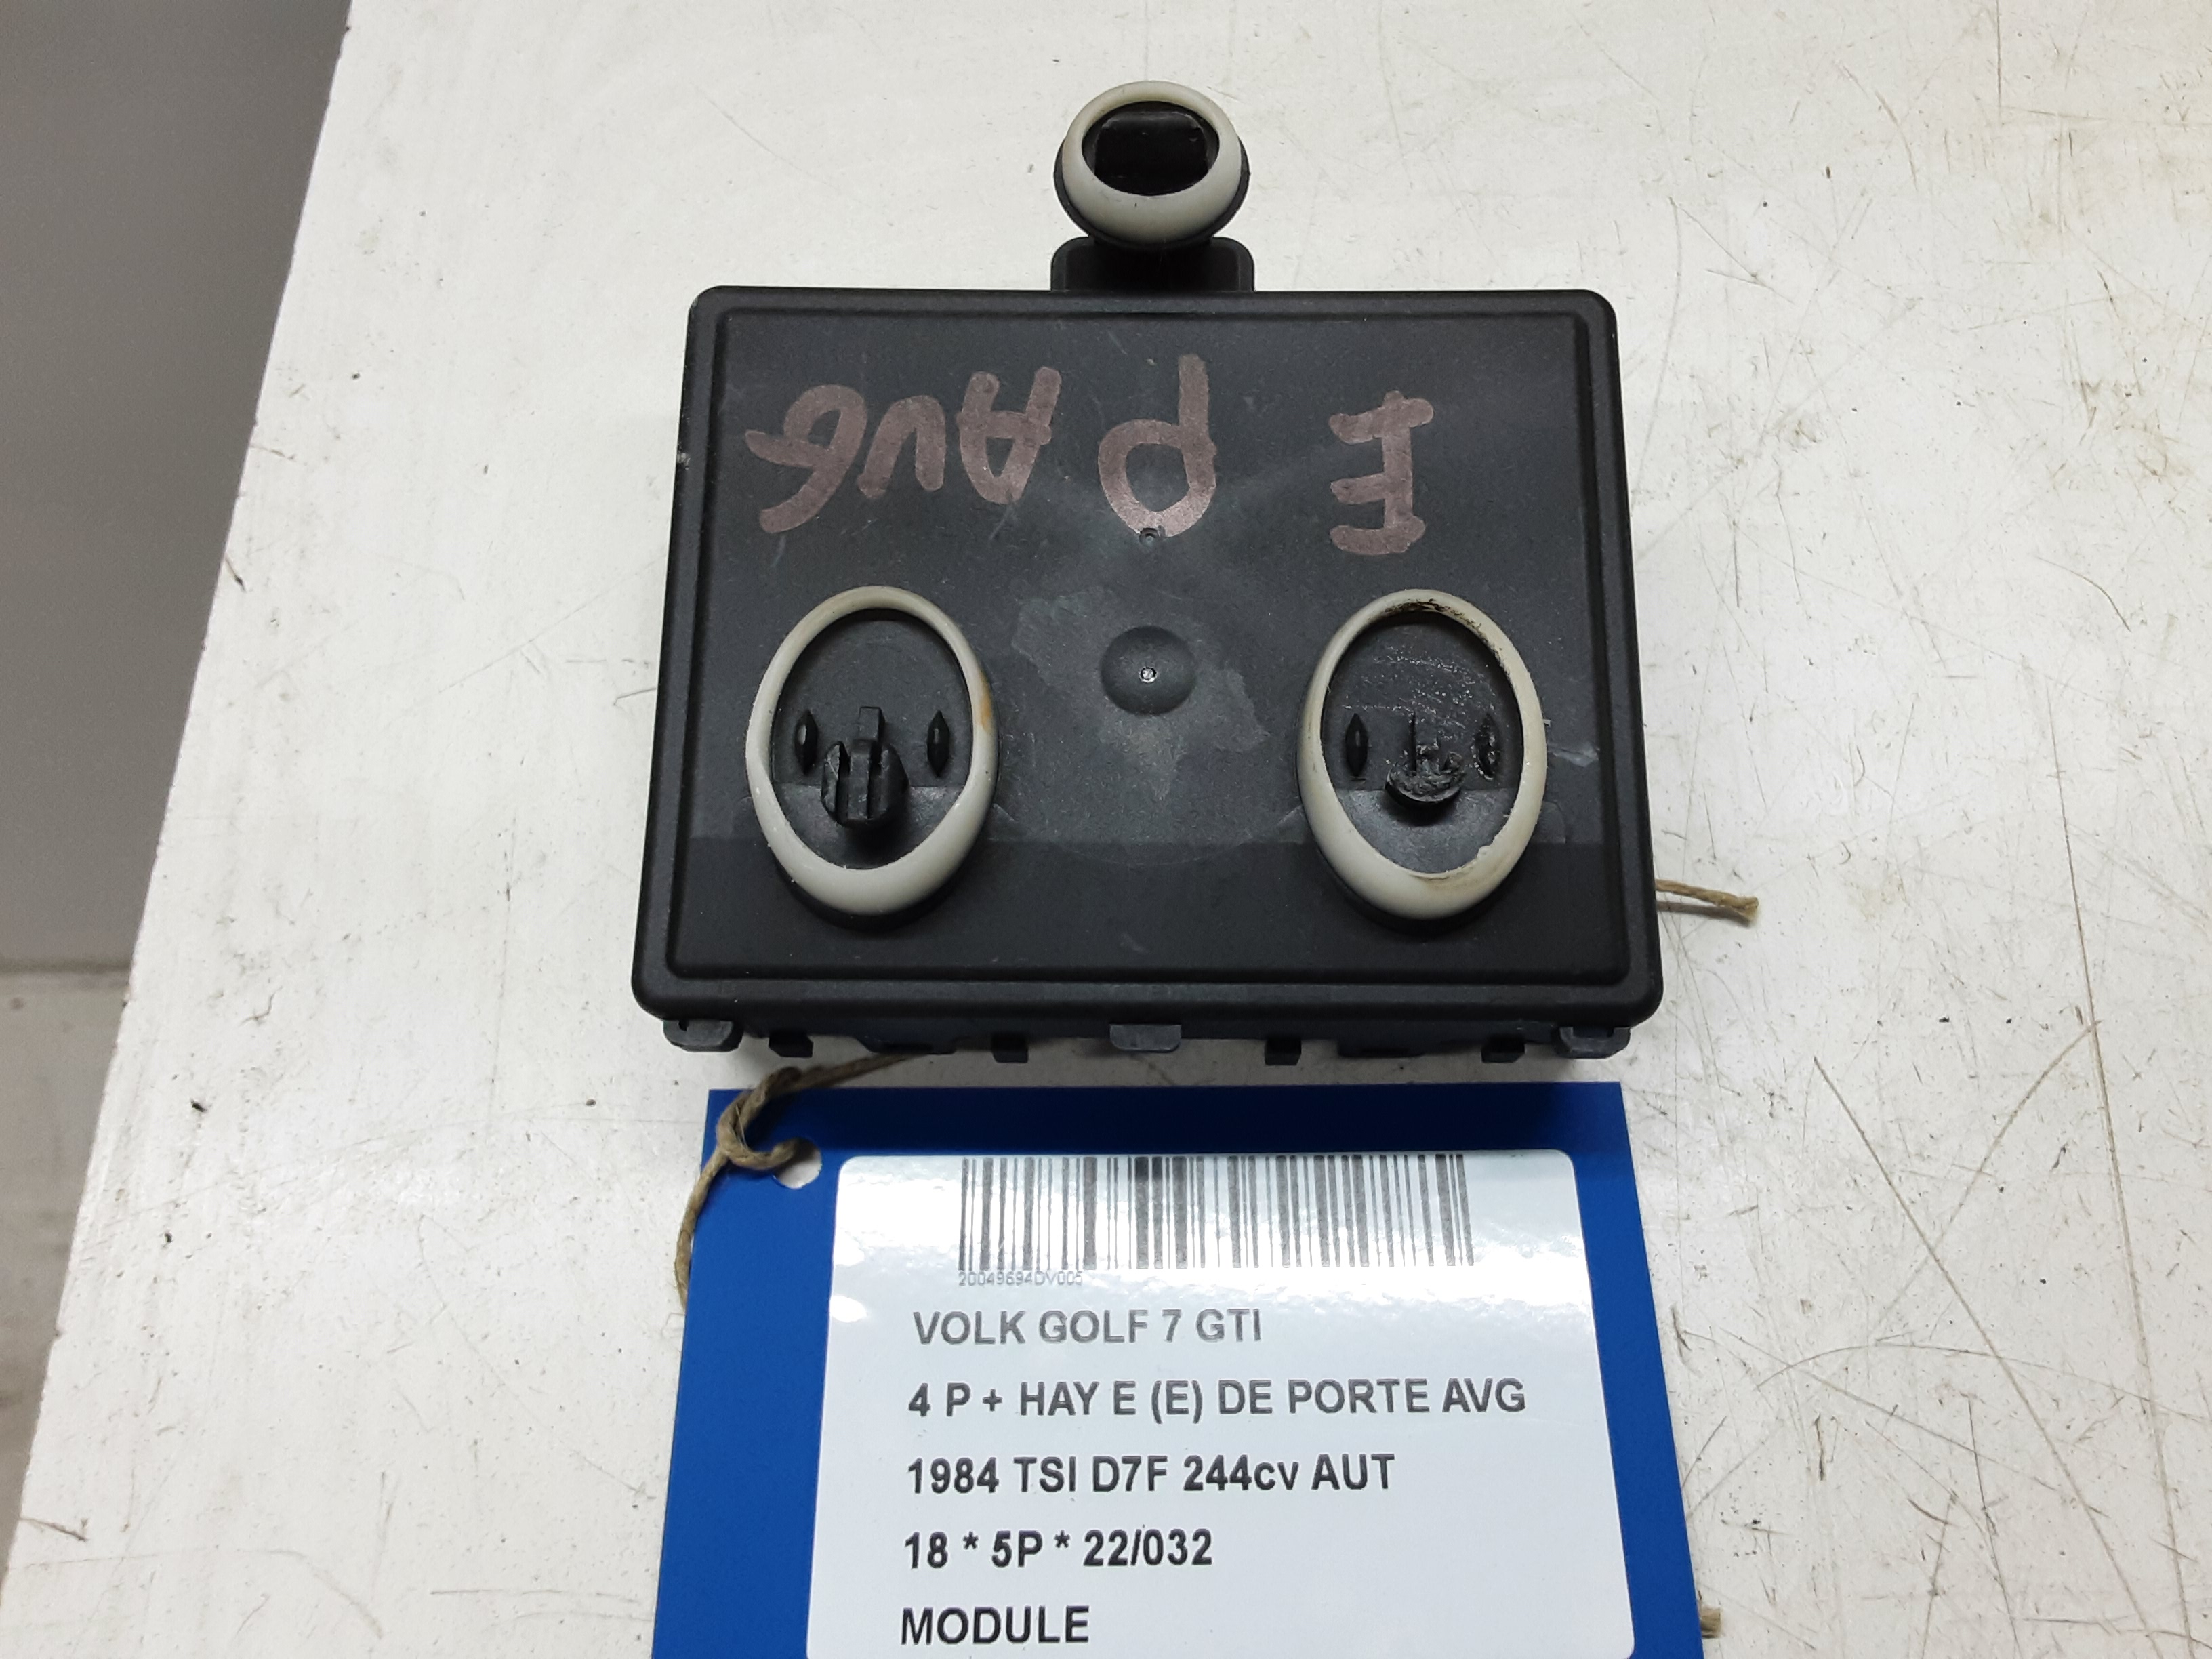 E P AVG
20049694DV005
VOLK GOLF 7 GTI
4 P + HAY E (E) DE PORTE AVG
1984 TSI D7F 244cv AUT
18 * 5P * 22/032
MODULE